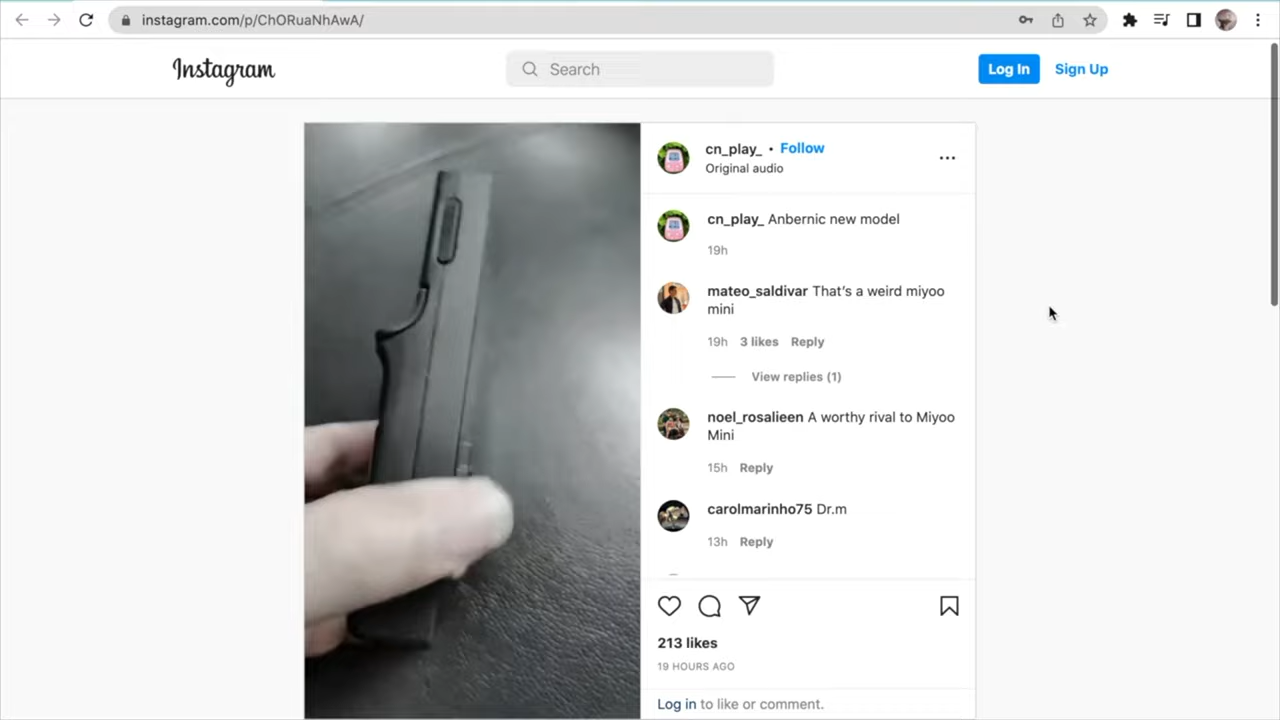 instagram.com/p/ChORuaNhAwA/
Instagram
Search
Log In
Sign Up
cn_play_ • Follow
Original audio
cn_play_ Anbernic new model
19h
mateo_saldivar That's a weird miyoo
mini
19h 3 likes Reply
View replies (1)
noel_rosalieen A worthy rival to Miyoo
Mini
15h Reply
carolmarinho75 Dr.m
13h Reply
213 likes
19 HOURS AGO
Log in to like or comment.